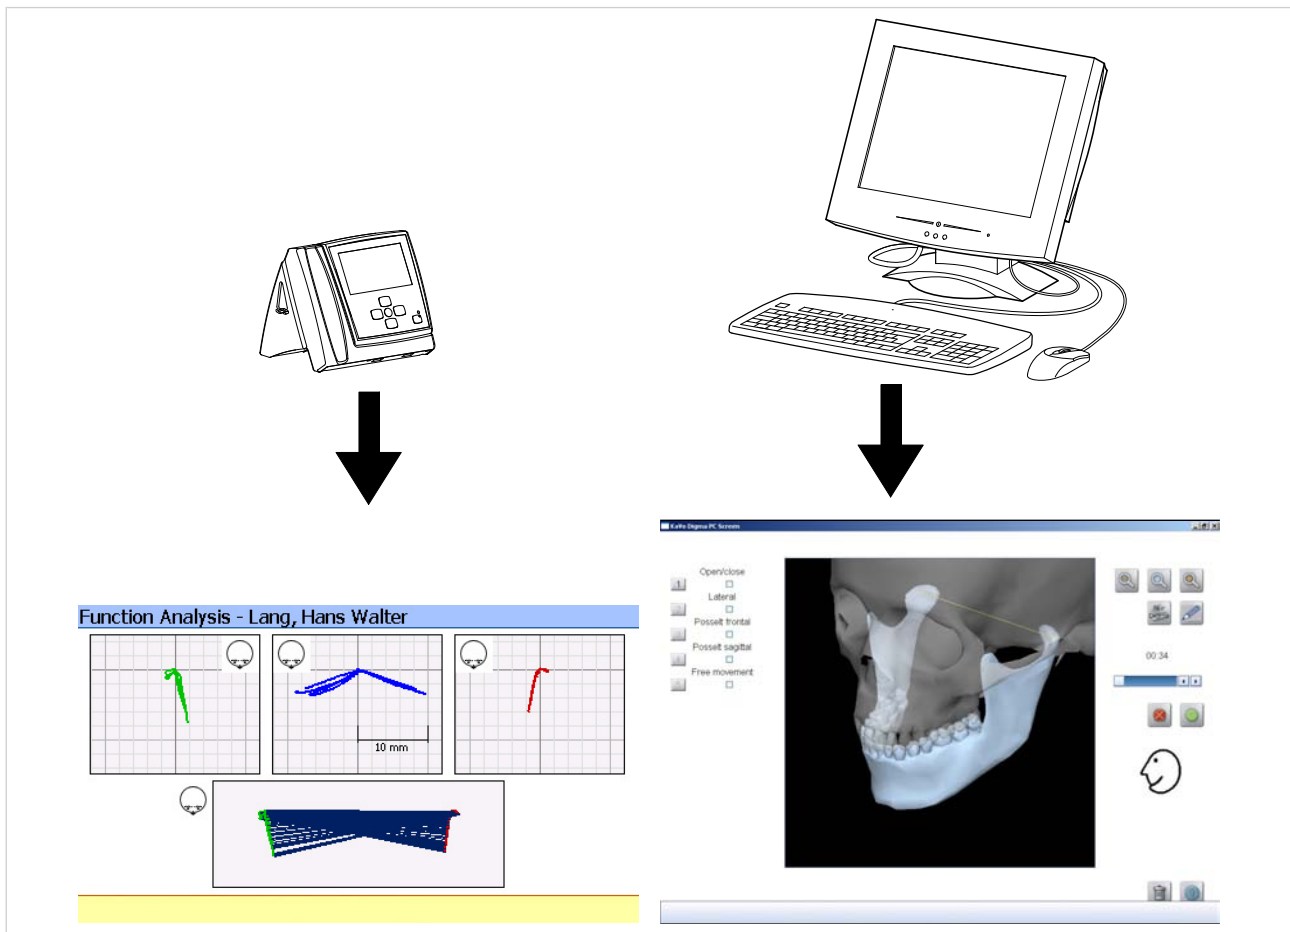 KaVo Digma PC Screen
Open/close
1
Lateral
Posselt frontal
Posselt sagittal
Free movement
00:34
Function Analysis - Lang, Hans Walter
10 mm